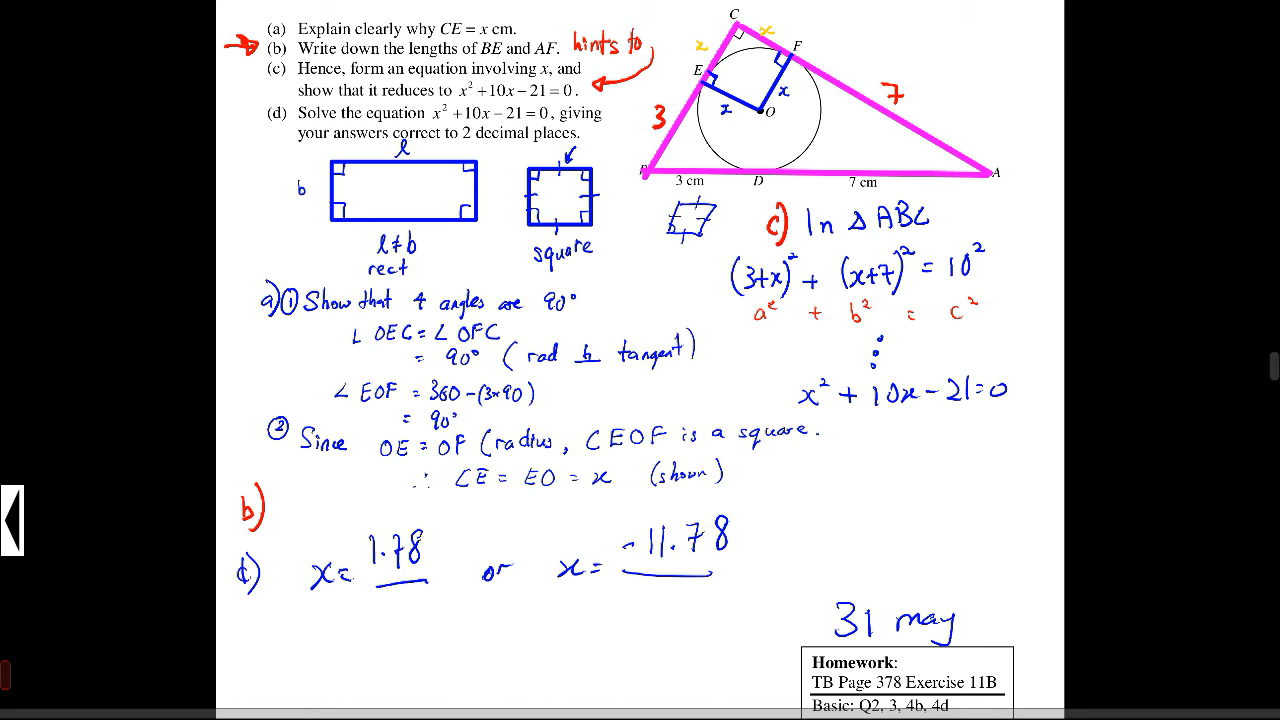 (a) Explain clearly why CE = x cm.
(b) Write down the lengths of BE and AF.
hints to
(c) Hence, form an equation involving x, and
show that it reduces to x² + 10x − 21 = 0.
(d) Solve the equation x² + 10x − 21 = 0, giving
your answers correct to 2 decimal places.
C
x
x
F
E
x
x
O
7
3
A
3 cm
D
7 cm
l
b
l ≠ b
rect
square
a) ① Show that 4 angles are 90°
∠ OEC = ∠ OFC
= 90° (rad ⊥ tangent)
∠ EOF = 360 − (3×90)
= 90°
② Since OE = OF (radius, CEOF is a square.
∴ CE = EO = x (shown)
c) In △ ABC
(3+x)² + (x+7)² = 10²
a² + b² = c²
x² + 10x − 21 = 0
b)
d) x = 1.78 or x = -11.78
31 may
Homework:
TB Page 378 Exercise 11B
Basic: Q2, 3, 4b, 4d